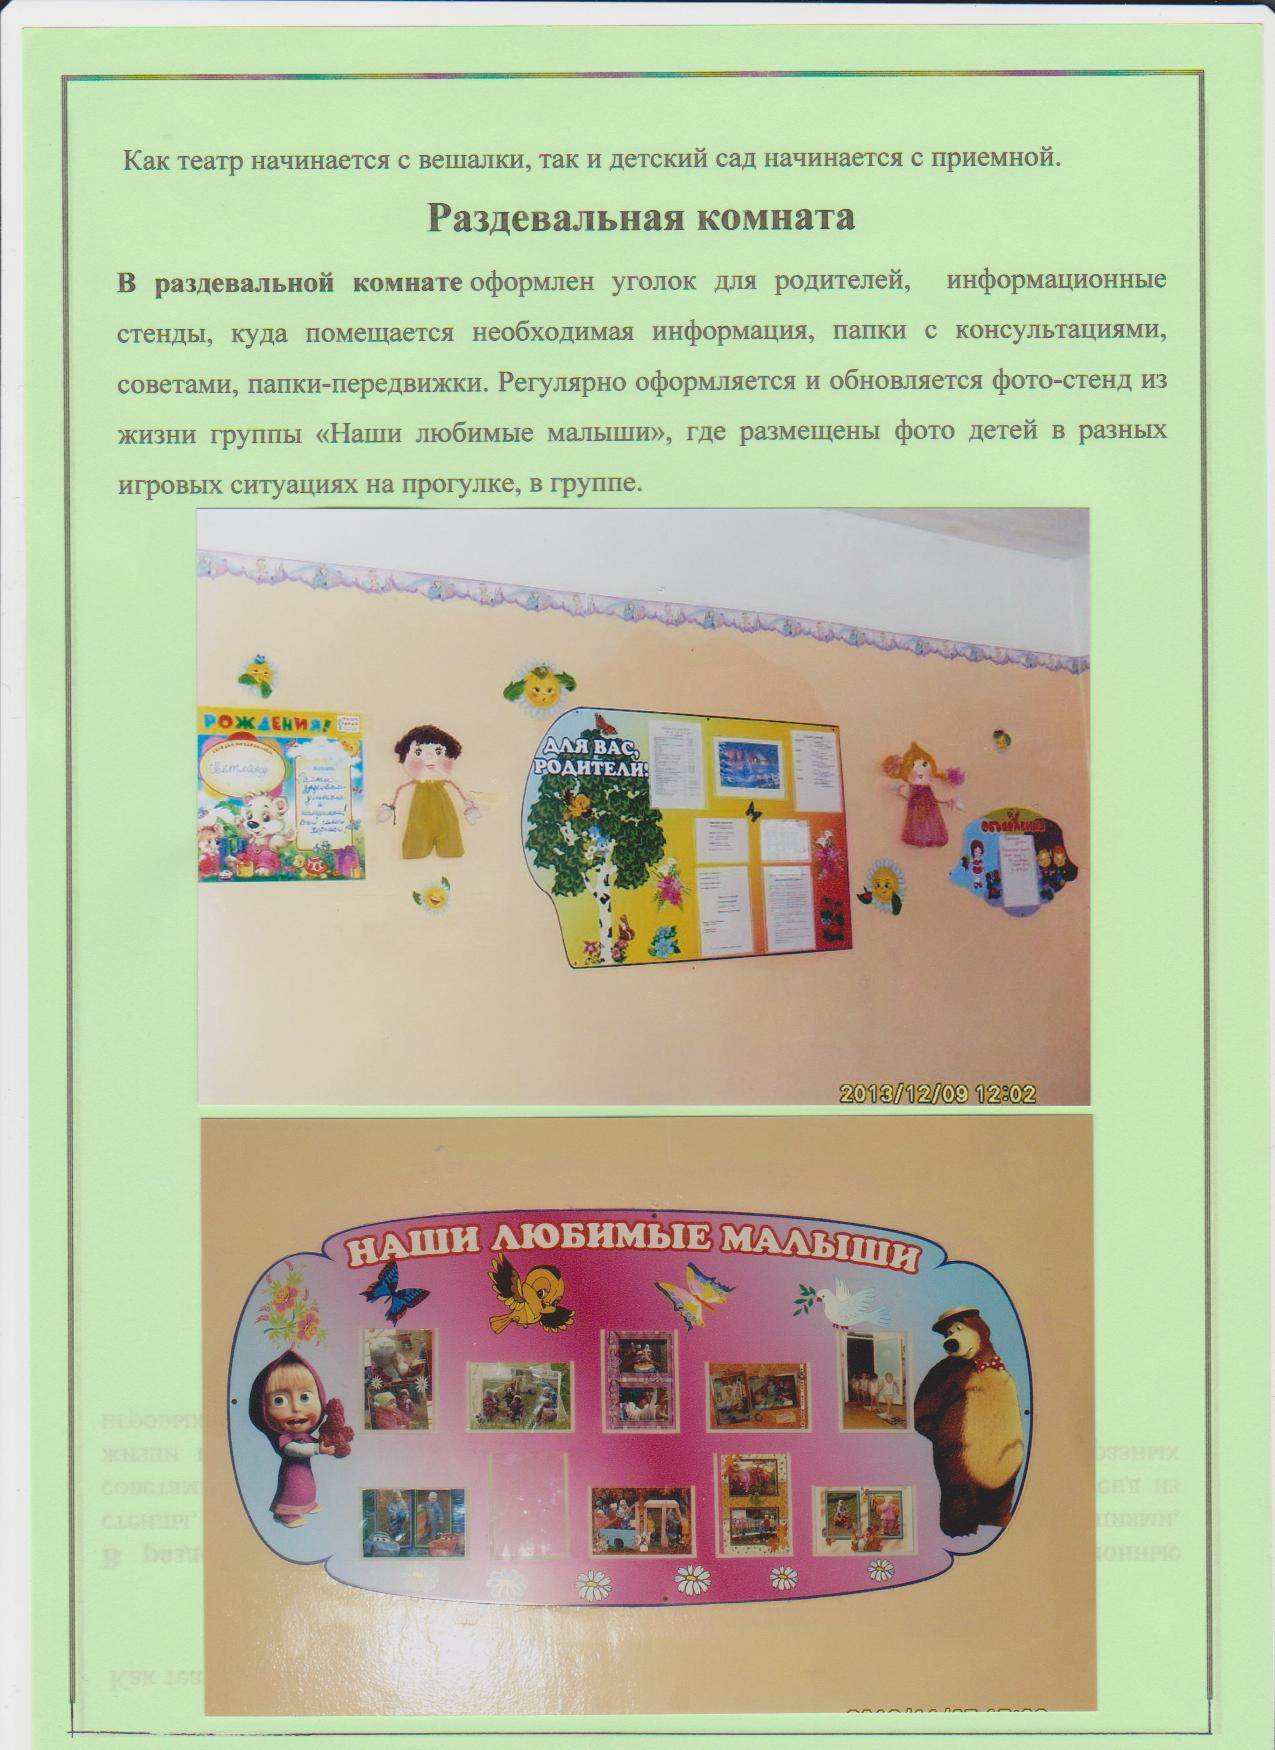 Как театр начинается с вешалки, так и детский сад начинается с приемной.
Раздевальная комната
В раздевальной комнате оформлен уголок для родителей, информационные
стенды, куда помещается необходимая информация, папки с консультациями,
советами, папки-передвижки. Регулярно оформляется и обновляется фото-стенд из
жизни группы «Наши любимые малыши», где размещены фото детей в разных
игровых ситуациях на прогулке, в группе.
РОЖДЕНИЯ!
ДЛЯ ВАС,
РОДИТЕЛИ!
ОБЪЯВЛЕНИЯ
2013/12/09 12:02
НАШИ ЛЮБИМЫЕ МАЛЫШИ